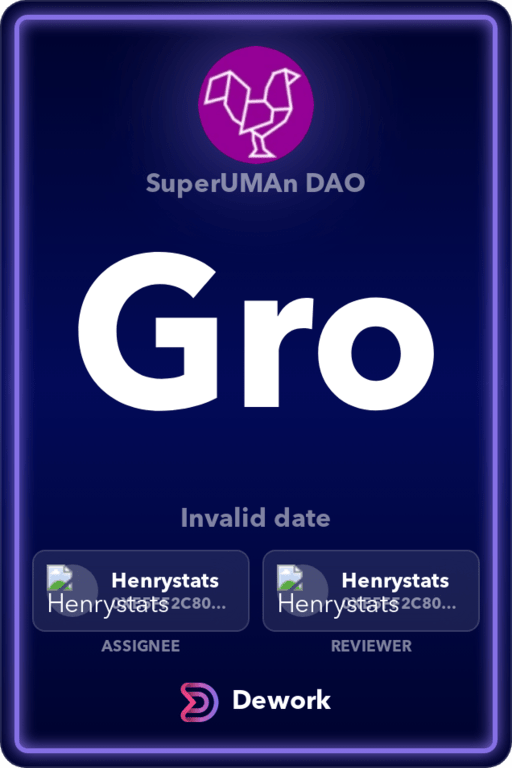 SuperUMAn DAO
Gro
Invalid date
Henrystats
Henrystats
Henrystats
Henrystats
ASSIGNEE
REVIEWER
Dework